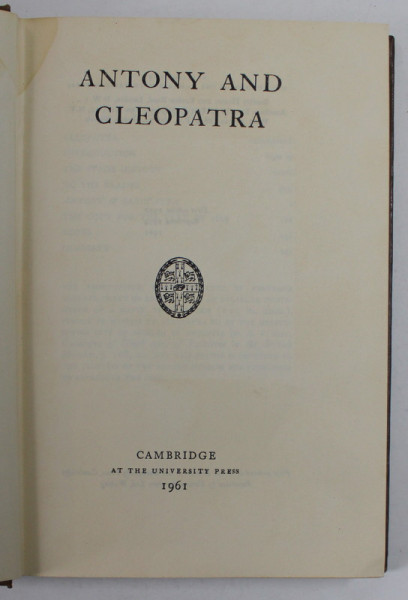 ANTONY AND
CLEOPATRA
CAMBRIDGE
AT THE UNIVERSITY PRESS
1961